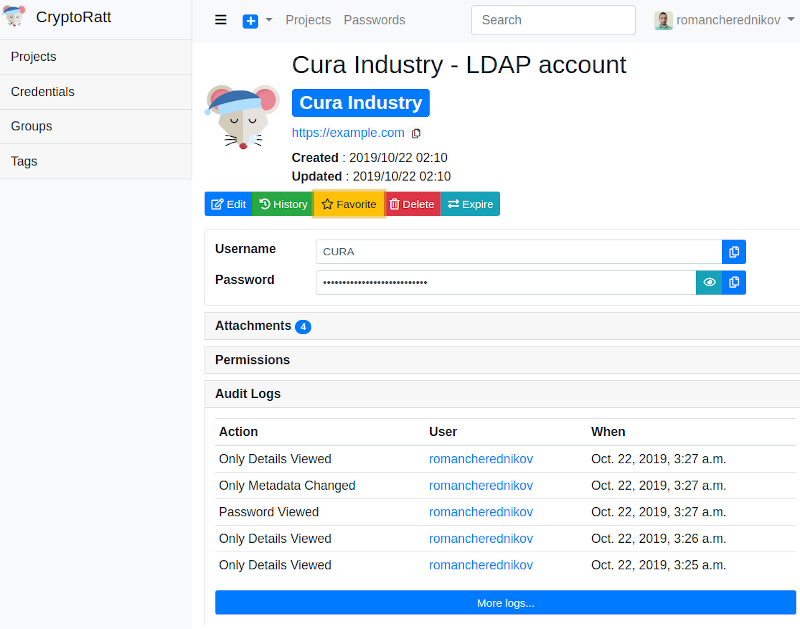 CryptoRatt
Projects Passwords Search romancherednikov
Projects
Credentials
Groups
Tags
Cura Industry - LDAP account
Cura Industry
https://example.com
Created : 2019/10/22 02:10
Updated : 2019/10/22 02:10
Edit History Favorite Delete Expire
Username CURA
Password •••••••••••••••••••••••••••
Attachments 4
Permissions
Audit Logs
Action User When
Only Details Viewed romancherednikov Oct. 22, 2019, 3:27 a.m.
Only Metadata Changed romancherednikov Oct. 22, 2019, 3:27 a.m.
Password Viewed romancherednikov Oct. 22, 2019, 3:27 a.m.
Only Details Viewed romancherednikov Oct. 22, 2019, 3:26 a.m.
Only Details Viewed romancherednikov Oct. 22, 2019, 3:25 a.m.
More logs...